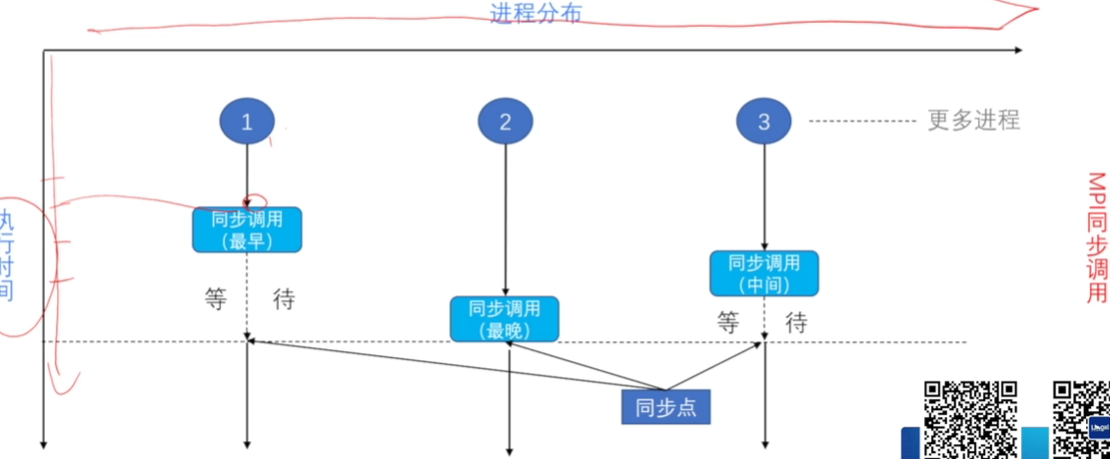 进程分布
1
2
3
更多进程
同步调用
（最早）
同步调用
（中间）
同步调用
（最晚）
等 待
等 待
同步点
执行时间
MPI同步调用